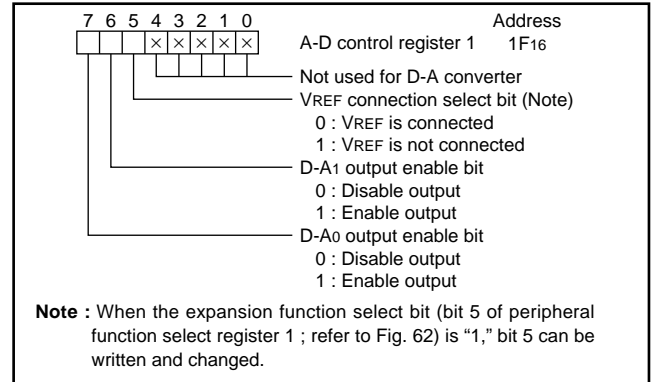 7 6 5 4 3 2 1 0
Address
× × × × ×
A-D control register 1 1F16
Not used for D-A converter
VREF connection select bit (Note)
0 : VREF is connected
1 : VREF is not connected
D-A1 output enable bit
0 : Disable output
1 : Enable output
D-A0 output enable bit
0 : Disable output
1 : Enable output
Note : When the expansion function select bit (bit 5 of peripheral
function select register 1 ; refer to Fig. 62) is “1,” bit 5 can be
written and changed.